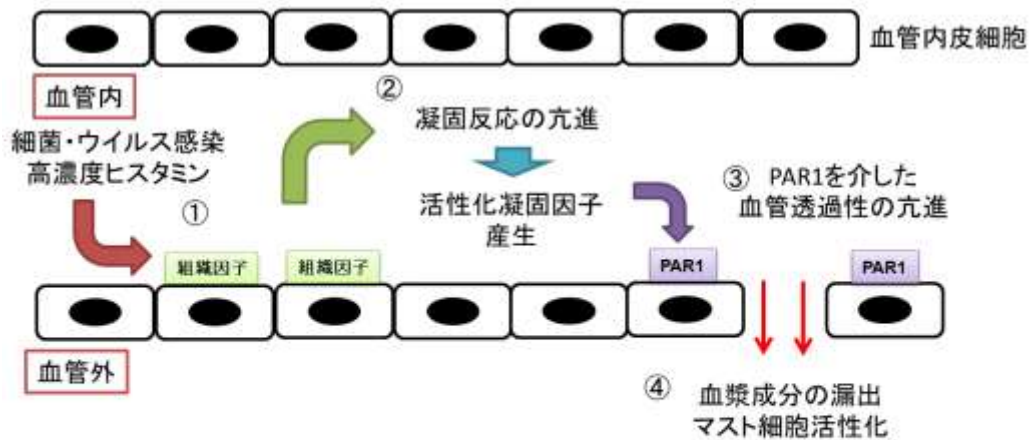 血管内皮細胞
血管内
細菌・ウイルス感染
高濃度ヒスタミン
①
②
凝固反応の亢進
活性化凝固因子
産生
③ PAR1を介した
血管透過性の亢進
組織因子
組織因子
PAR1
PAR1
血管外
④ 血漿成分の漏出
マスト細胞活性化